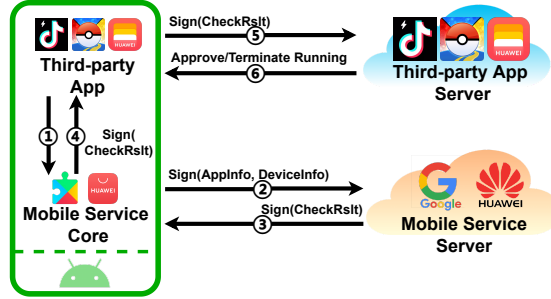 Sign(CheckRslt)
⑤
HUAWEI
HUAWEI
Approve/Terminate Running
⑥
Third-party
App
Third-party App
Server
①
④
Sign(
CheckRslt)
Sign(AppInfo, DeviceInfo)
②
HUAWEI
Google
HUAWEI
Sign(CheckRslt)
③
Mobile Service
Core
Mobile Service
Server